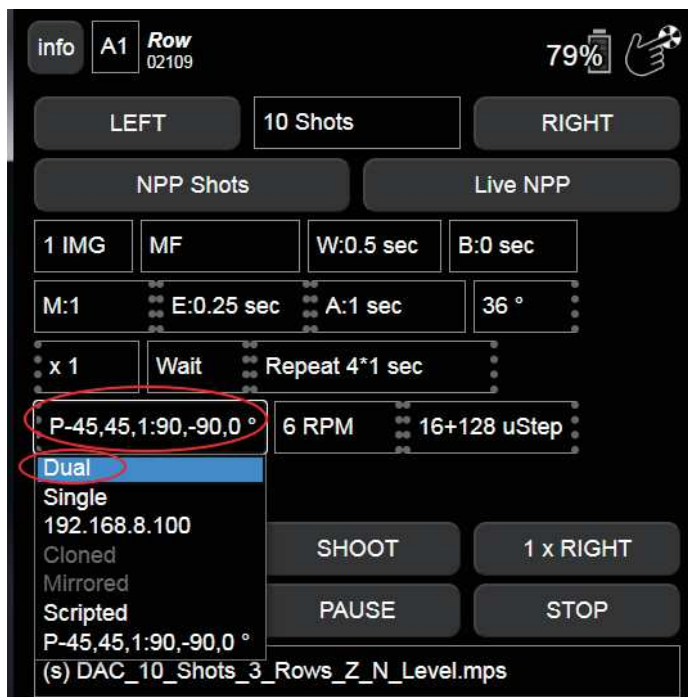 info A1 Row 79%
02109
LEFT 10 Shots RIGHT
NPP Shots Live NPP
1 IMG MF W:0.5 sec B:0 sec
M:1 E:0.25 sec A:1 sec 36 °
x 1 Wait Repeat 4*1 sec
P-45,45,1:90,-90,0 ° 6 RPM 16+128 uStep
Dual
Single
192.168.8.100
Cloned
Mirrored
Scripted
P-45,45,1:90,-90,0 °
SHOOT 1 x RIGHT
PAUSE STOP
(s) DAC_10_Shots_3_Rows_Z_N_Level.mps